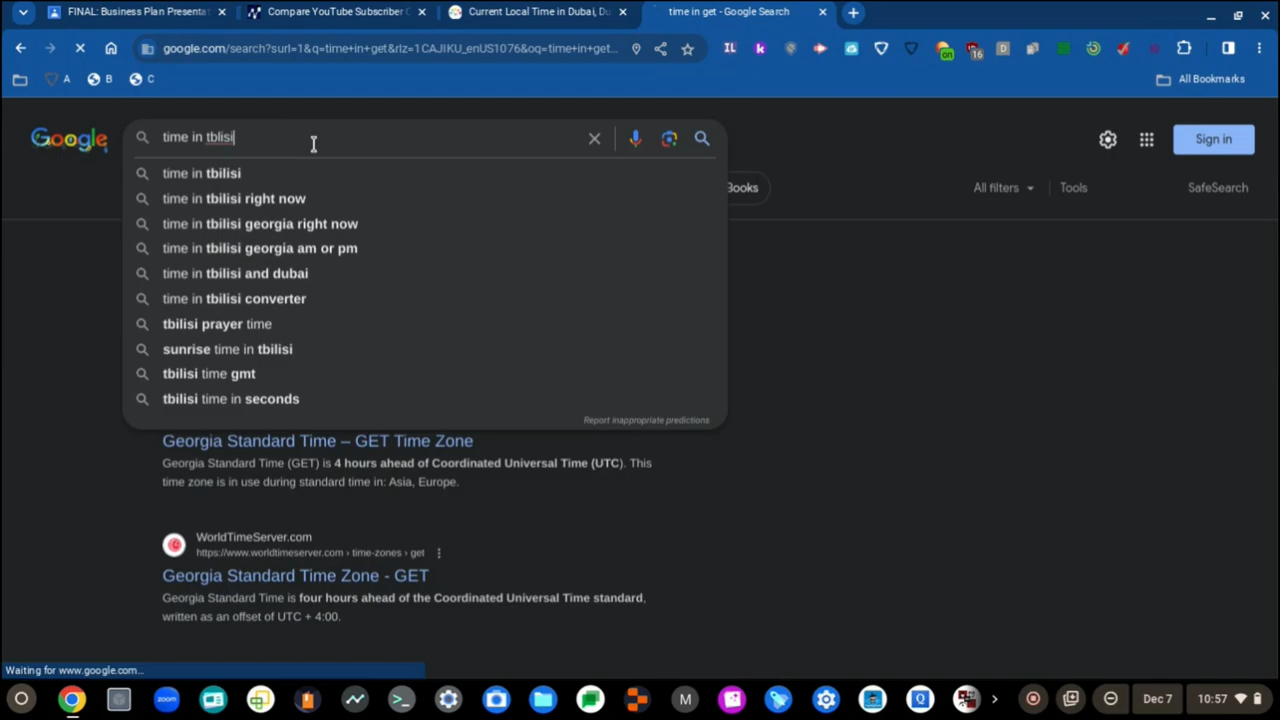 FINAL: Business Plan Presentat
Compare YouTube Subscriber C
Current Local Time in Dubai, Du
time in get - Google Search
google.com/search?surl=1&q=time+in+get&rlz=1CAJIKU_enUS1076&oq=time+in+get...
IL
k
on
16
D
A
B
C
All Bookmarks
Google
time in tblisi
Sign in
time in tbilisi
time in tbilisi right now
time in tbilisi georgia right now
time in tbilisi georgia am or pm
time in tbilisi and dubai
time in tbilisi converter
tbilisi prayer time
sunrise time in tbilisi
tbilisi time gmt
tbilisi time in seconds
Report inappropriate predictions
Books
All filters
Tools
SafeSearch
Georgia Standard Time – GET Time Zone
Georgia Standard Time (GET) is 4 hours ahead of Coordinated Universal Time (UTC). This
time zone is in use during standard time in: Asia, Europe.
WorldTimeServer.com
https://www.worldtimeserver.com › time-zones › get
Georgia Standard Time Zone - GET
Georgia Standard Time is four hours ahead of the Coordinated Universal Time standard,
written as an offset of UTC + 4:00.
Waiting for www.google.com...
zoom
M
Q
Dec 7
10:57